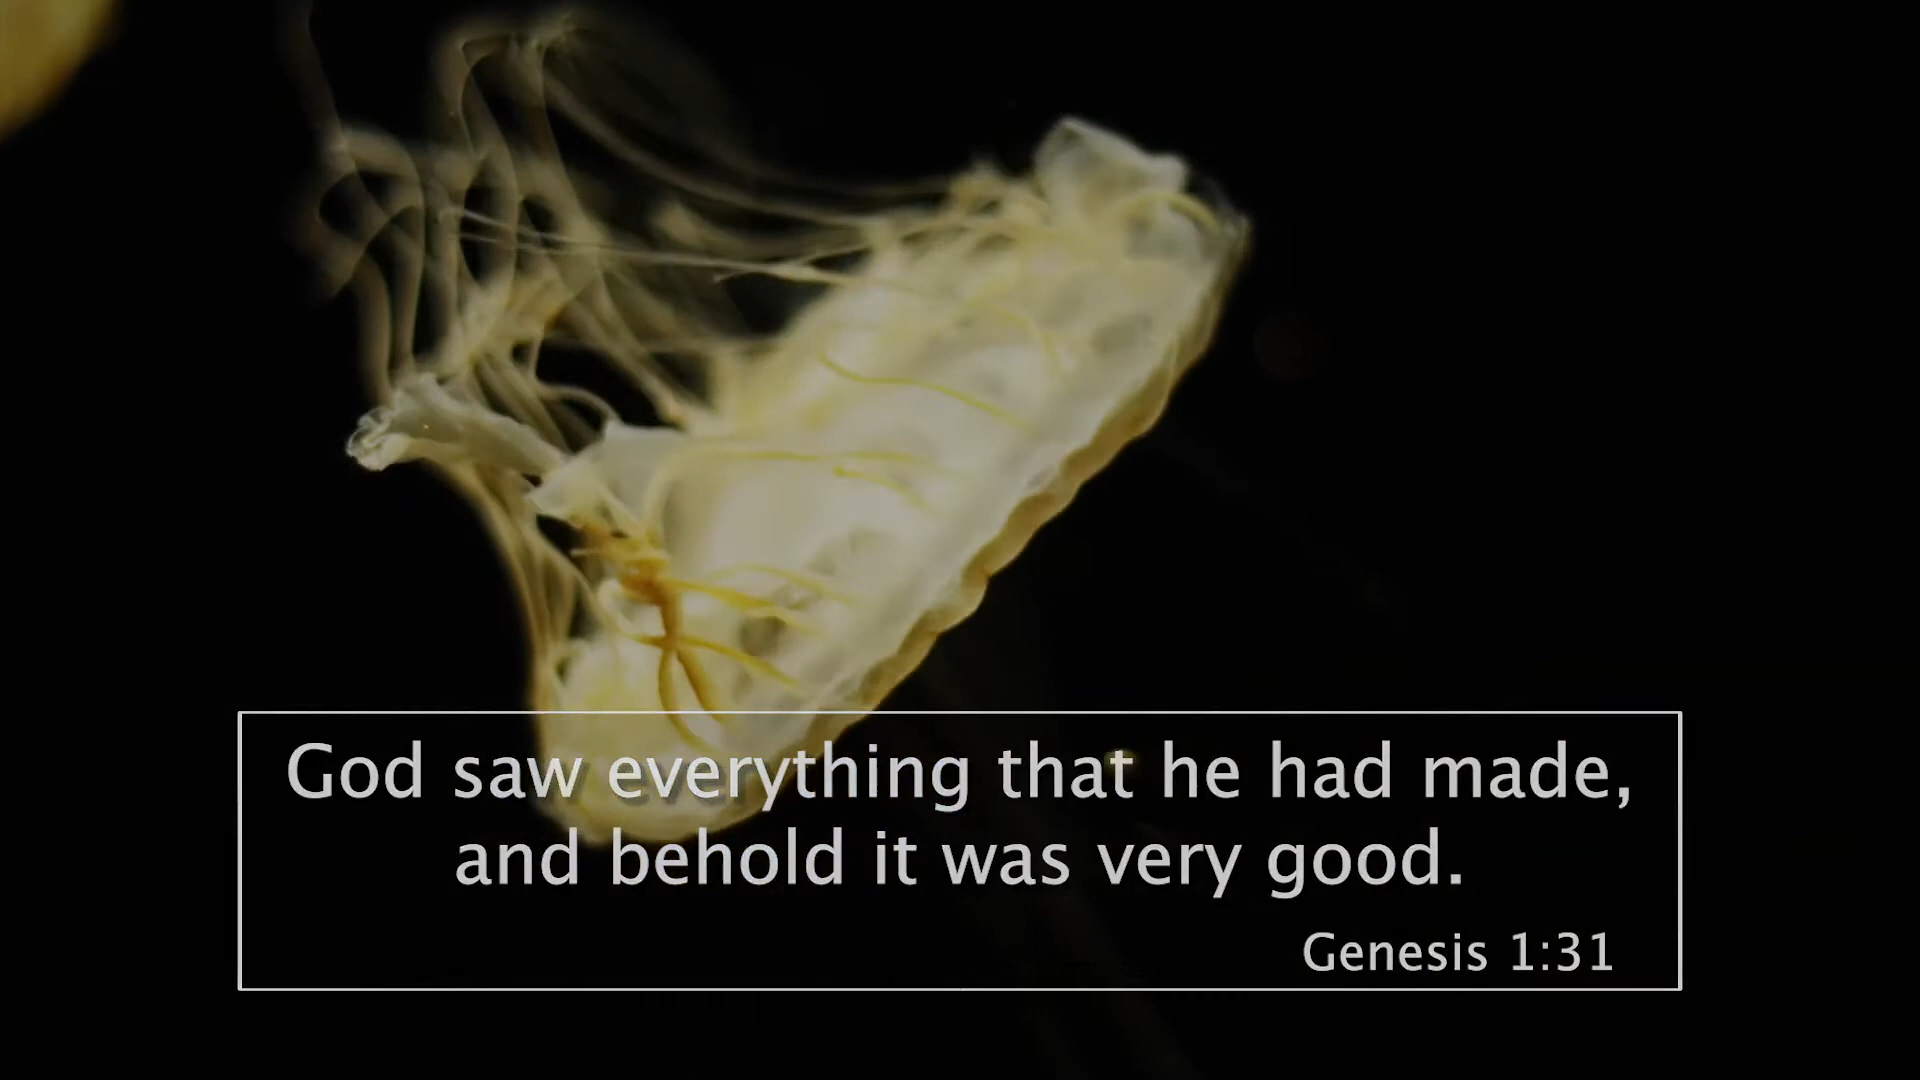 God saw everything that he had made,
and behold it was very good.
Genesis 1:31